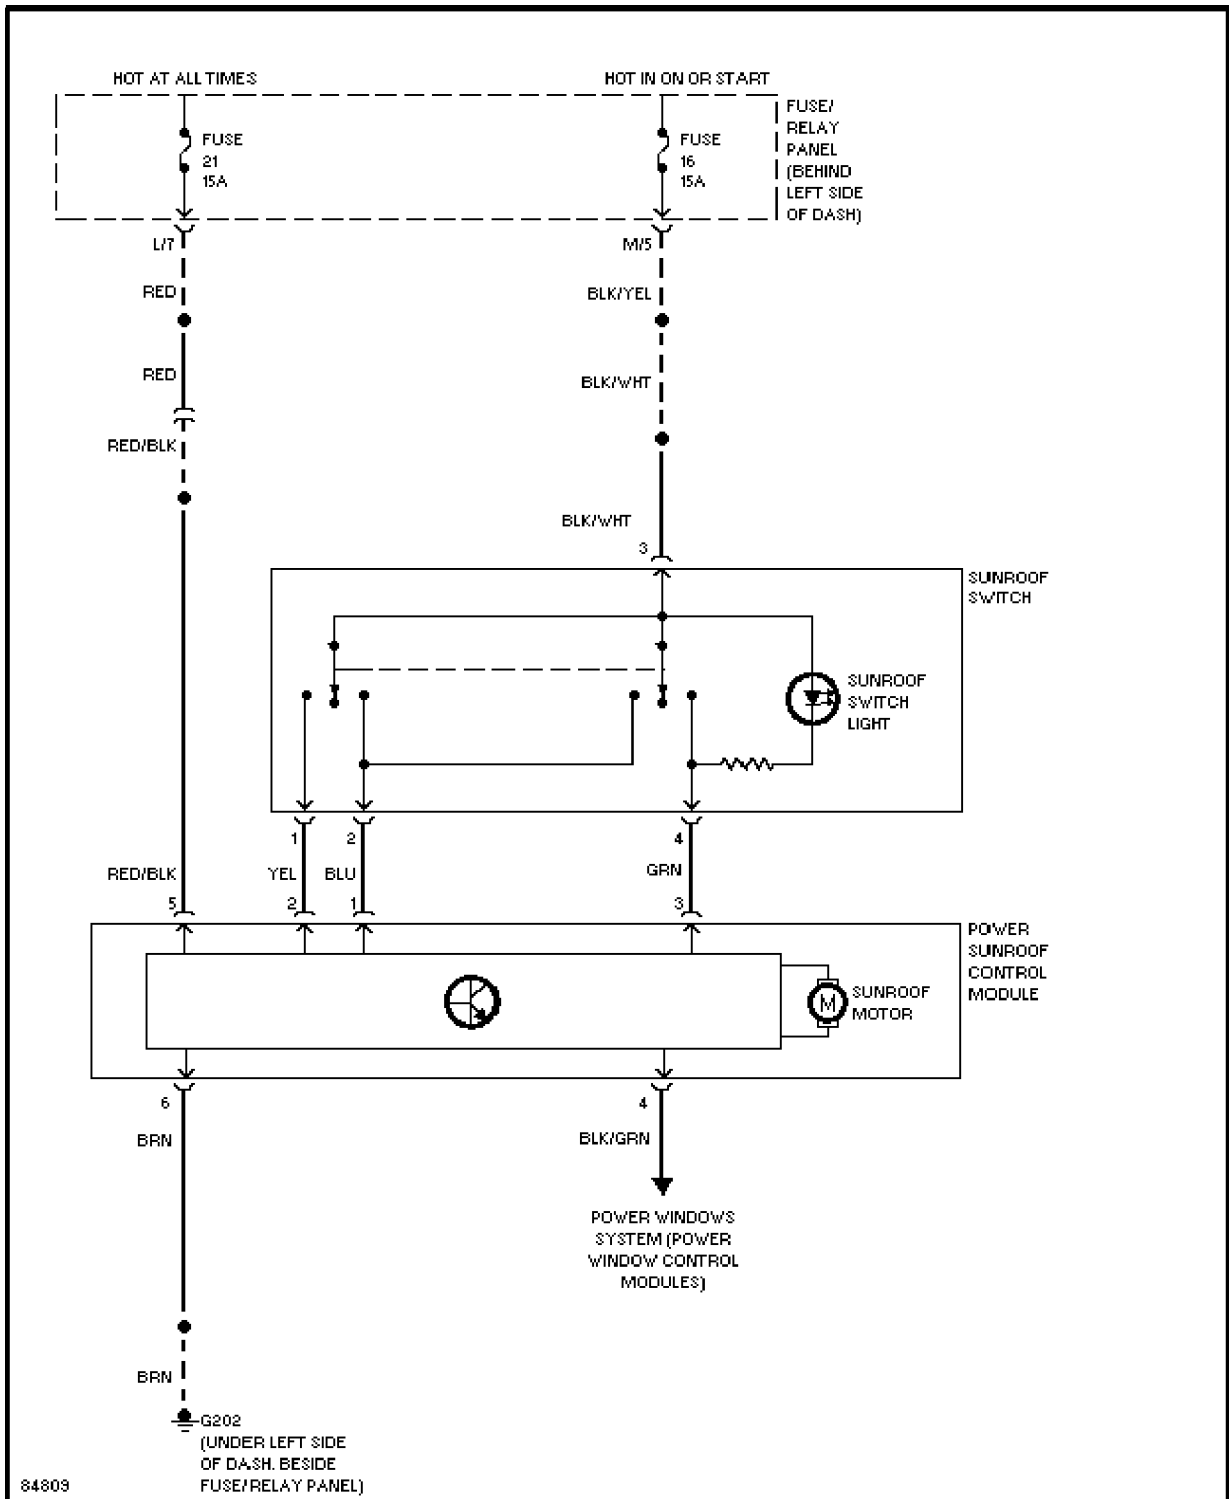 HOT AT ALL TIMES
HOT IN ON OR START
FUSE
21
15A
FUSE
16
15A
FUSE/
RELAY
PANEL
(BEHIND
LEFT SIDE
OF DASH)
L/7
M/5
RED
BLK/YEL
RED
BLK/WHT
RED/BLK
BLK/WHT
3
SUNROOF
SWITCH
SUNROOF
SWITCH
LIGHT
1
2
4
RED/BLK
YEL
BLU
GRN
5
2
1
3
POWER
SUNROOF
CONTROL
MODULE
M
SUNROOF
MOTOR
6
4
BRN
BLK/GRN
POWER WINDOWS
SYSTEM (POWER
WINDOW CONTROL
MODULES)
BRN
G202
(UNDER LEFT SIDE
OF DASH. BESIDE
FUSE/RELAY PANEL)
84809